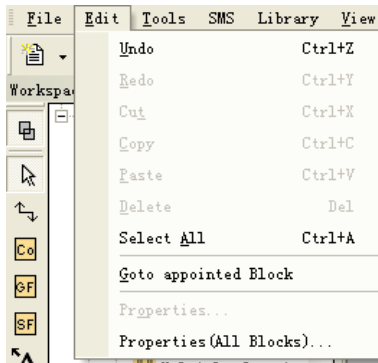 File Edit Tools SMS Library View
Workspa
Undo Ctrl+Z
Redo Ctrl+Y
Cut Ctrl+X
Copy Ctrl+C
Paste Ctrl+V
Delete Del
Select All Ctrl+A
Goto appointed Block
Properties...
Properties(All Blocks)...
Co
GF
SF